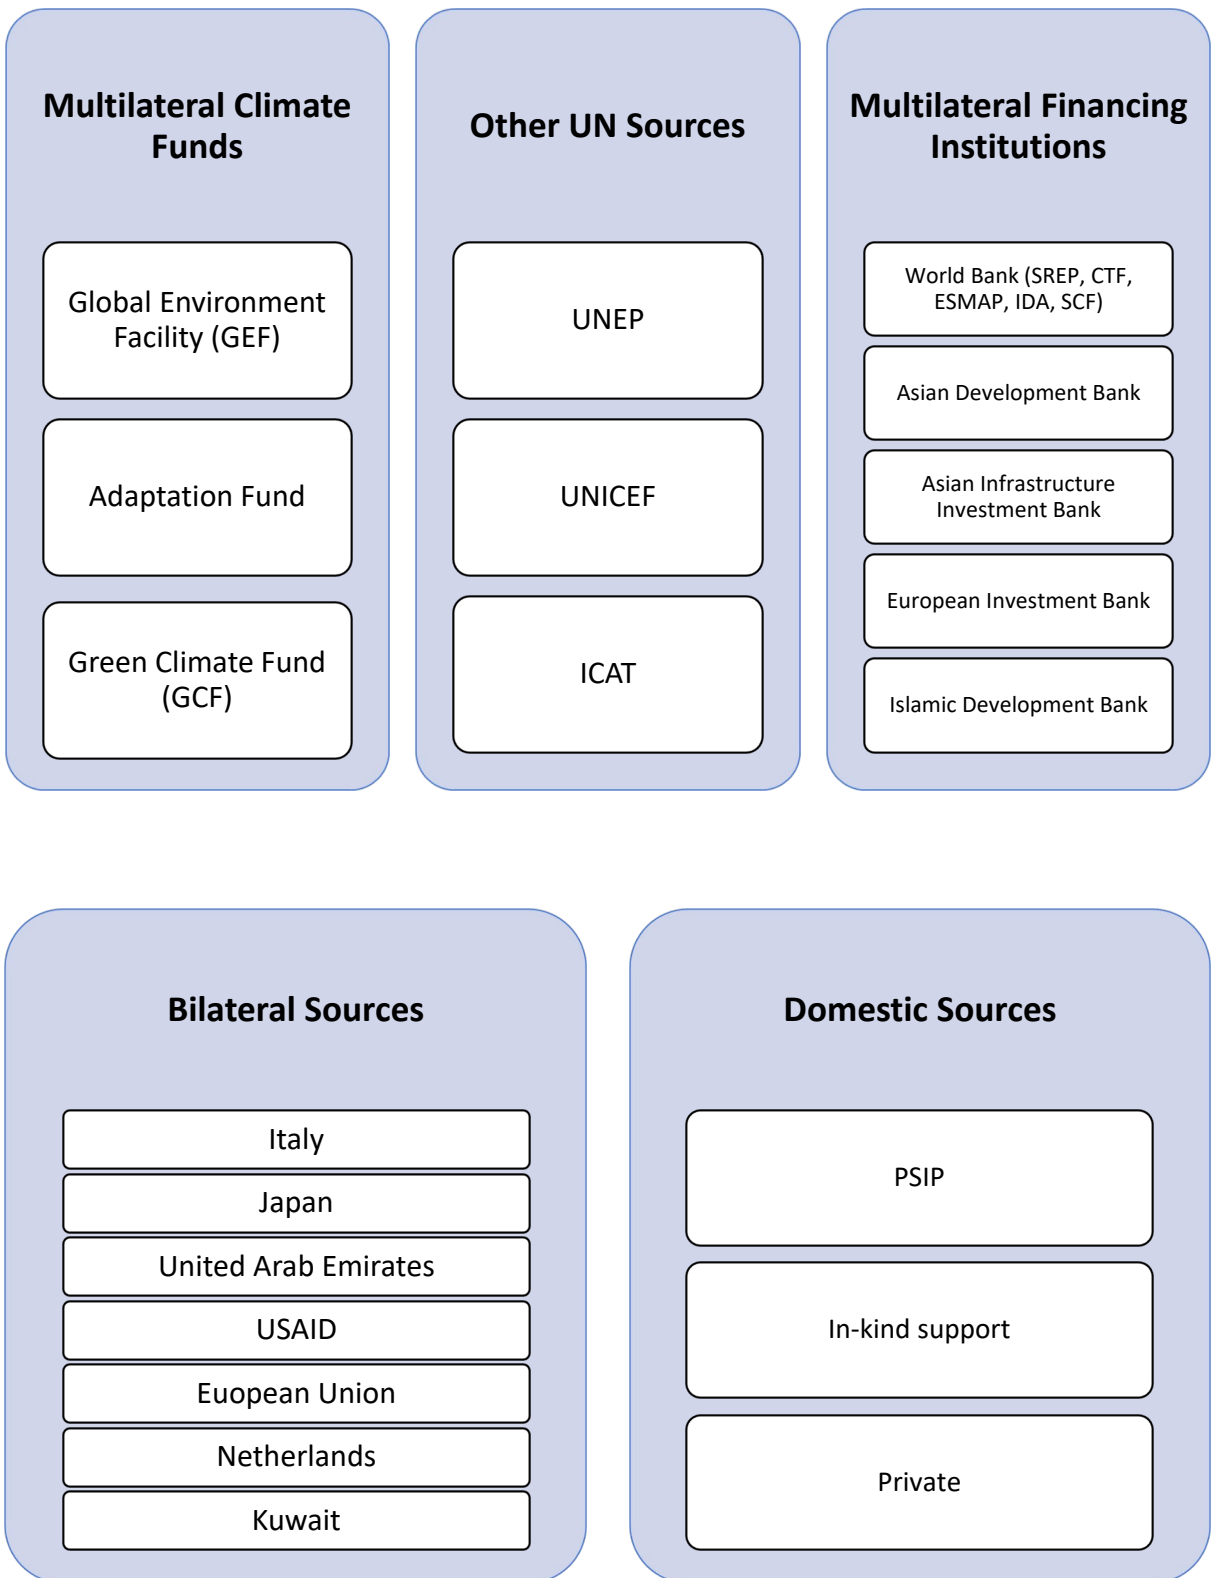 Multilateral Climate
Funds
Global Environment
Facility (GEF)
Adaptation Fund
Green Climate Fund
(GCF)
Other UN Sources
UNEP
UNICEF
ICAT
Multilateral Financing
Institutions
World Bank (SREP, CTF,
ESMAP, IDA, SCF)
Asian Development Bank
Asian Infrastructure
Investment Bank
European Investment Bank
Islamic Development Bank
Bilateral Sources
Italy
Japan
United Arab Emirates
USAID
Euopean Union
Netherlands
Kuwait
Domestic Sources
PSIP
In-kind support
Private